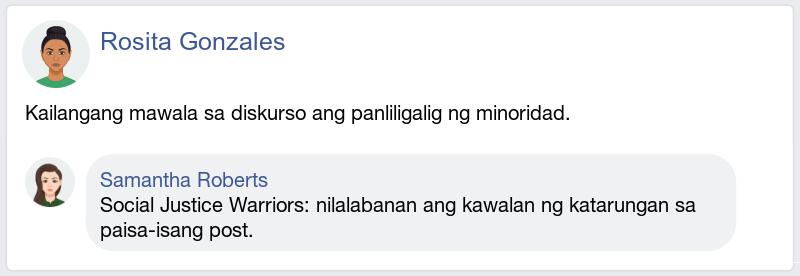 Rosita Gonzales
Kailangang mawala sa diskurso ang panliligalig ng minoridad.
Samantha Roberts
Social Justice Warriors: nilalabanan ang kawalan ng katarungan sa
paisa-isang post.